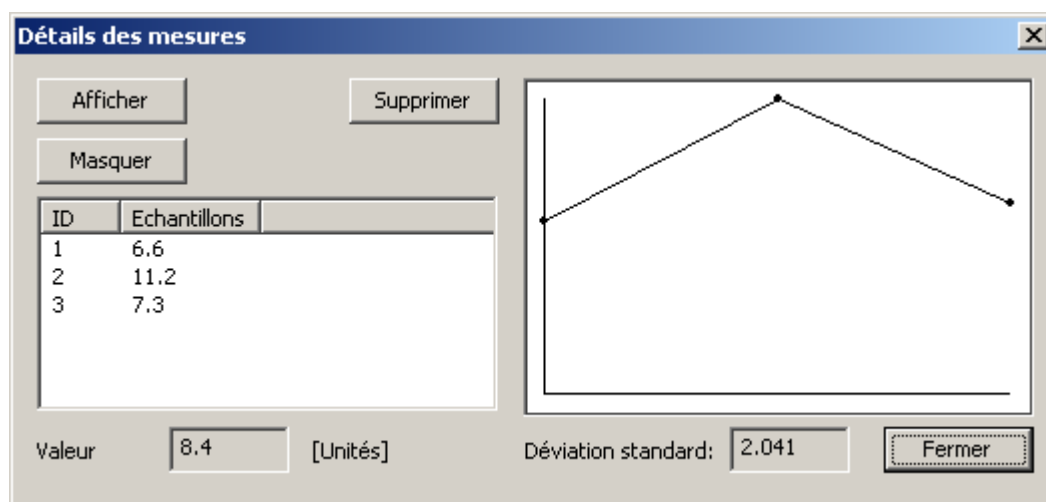 Détails des mesures
Afficher
Supprimer
Masquer
ID Echantillons
1 6.6
2 11.2
3 7.3
Valeur 8.4 [Unités]
Déviation standard: 2.041
Fermer